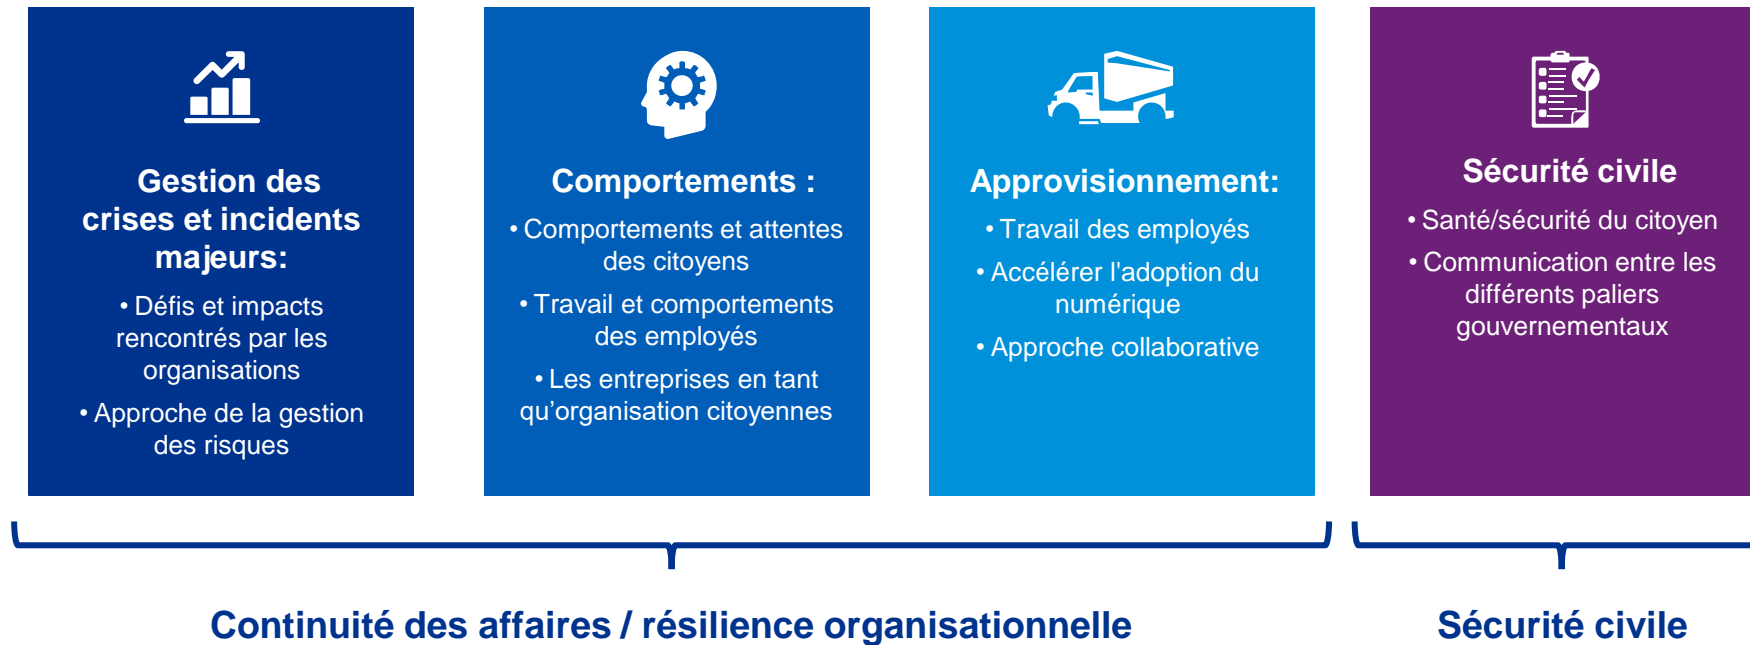 Gestion des
crises et incidents
majeurs:
• Défis et impacts
rencontrés par les
organisations
• Approche de la gestion
des risques
Comportements :
• Comportements et attentes
des citoyens
• Travail et comportements
des employés
• Les entreprises en tant
qu’organisation citoyennes
Approvisionnement:
• Travail des employés
• Accélérer l'adoption du
numérique
• Approche collaborative
Sécurité civile
• Santé/sécurité du citoyen
• Communication entre les
différents paliers
gouvernementaux
Continuité des affaires / résilience organisationnelle
Sécurité civile